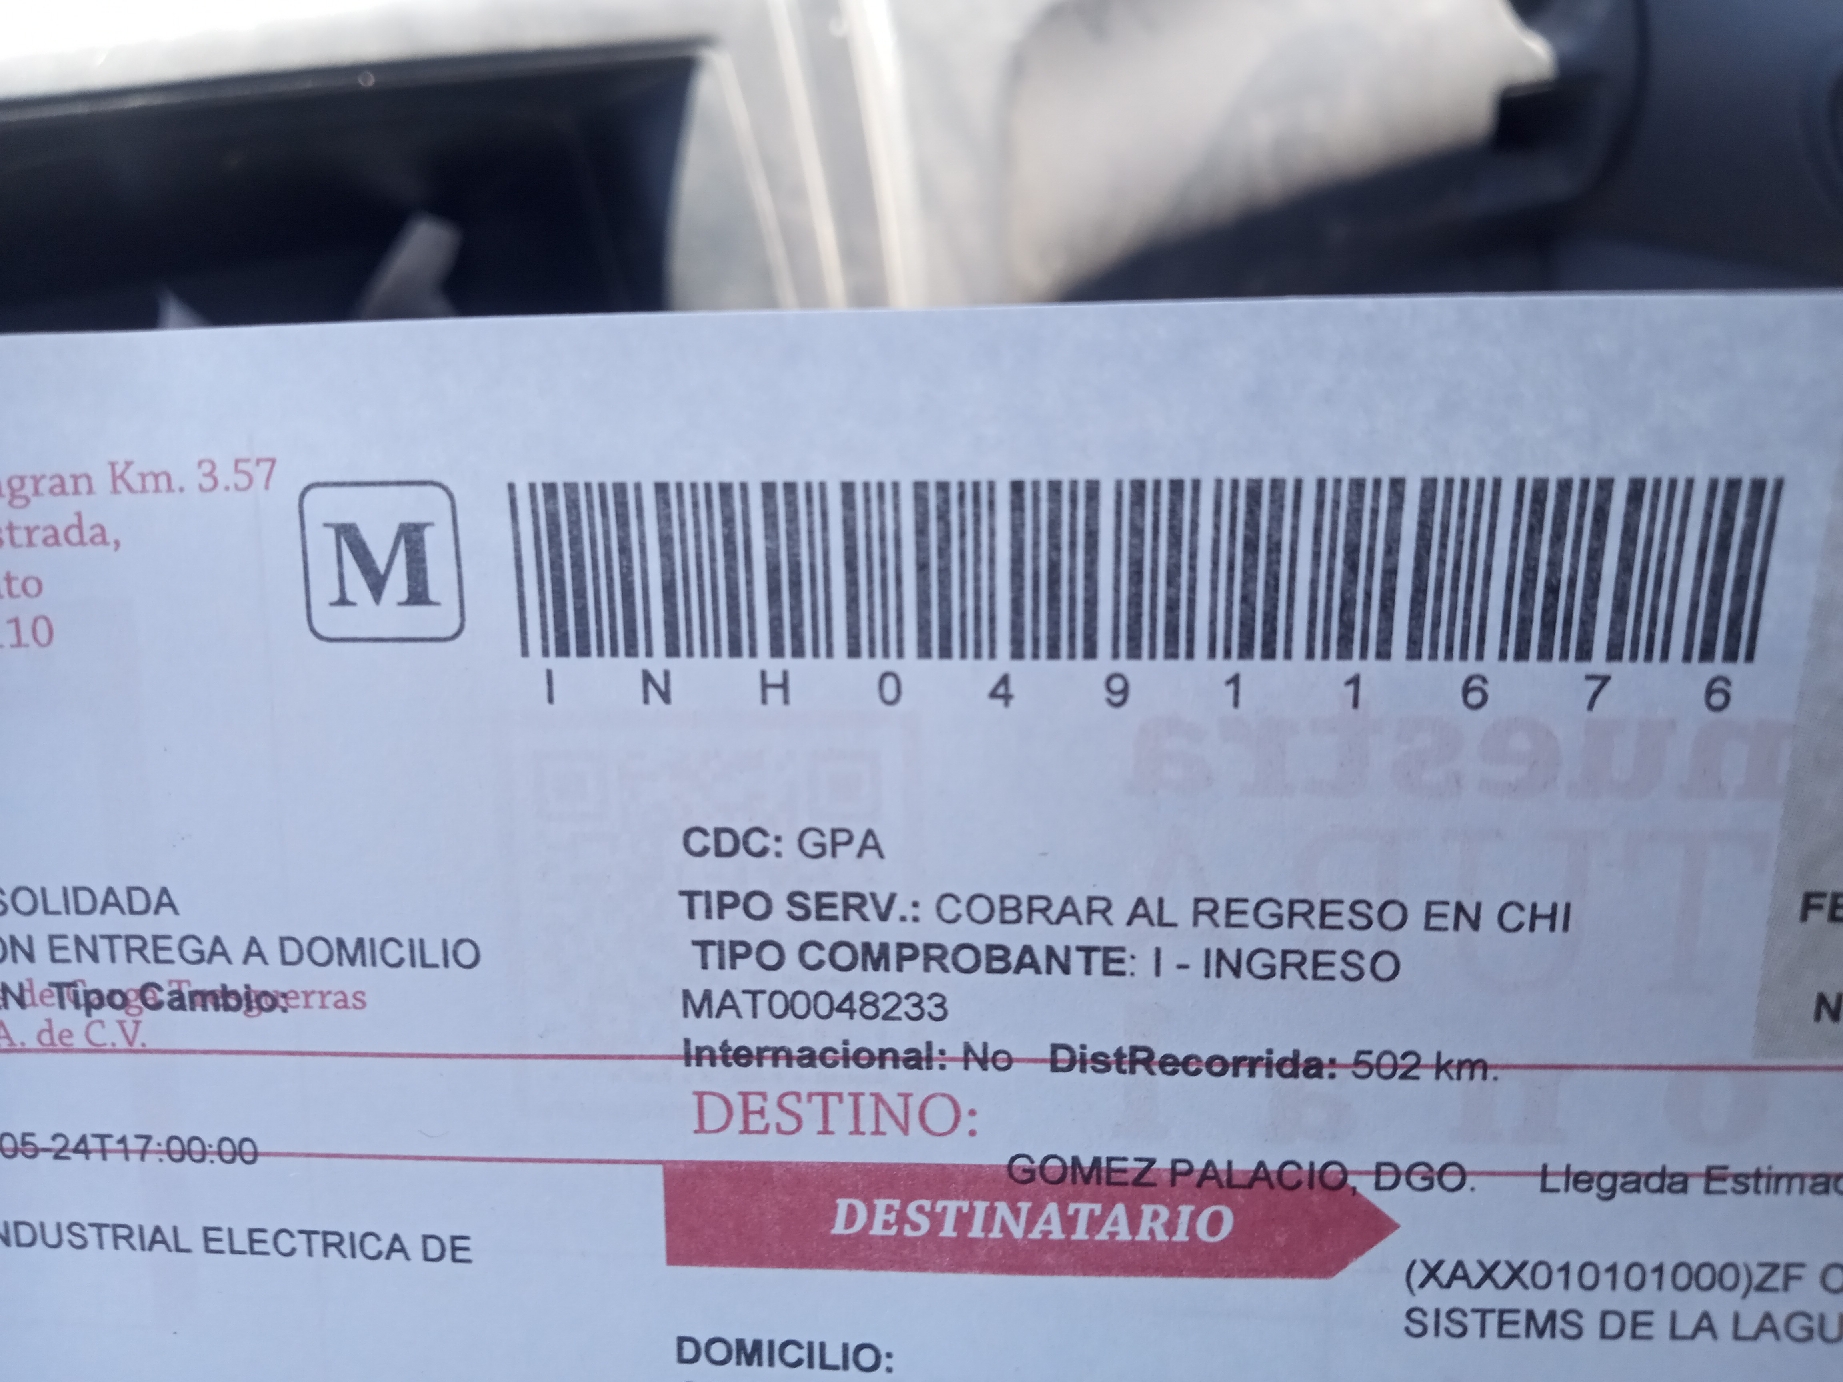 gran Km. 3.57
strada,
to
10
M
INH04911676
CDC: GPA
SOLIDADA
TIPO SERV.: COBRAR AL REGRESO EN CHI
FE
ON ENTREGA A DOMICILIO
TIPO COMPROBANTE: I - INGRESO
N Tipo Cambio:
MAT00048233
N
A. de C.V.
Internacional: No DistRecorrida: 502 km.
DESTINO:
05-24T17:00:00
GOMEZ PALACIO, DGO. Llegada Estimad
DESTINATARIO
NDUSTRIAL ELECTRICA DE
(XAXX010101000)ZF C
SISTEMS DE LA LAGU
DOMICILIO: